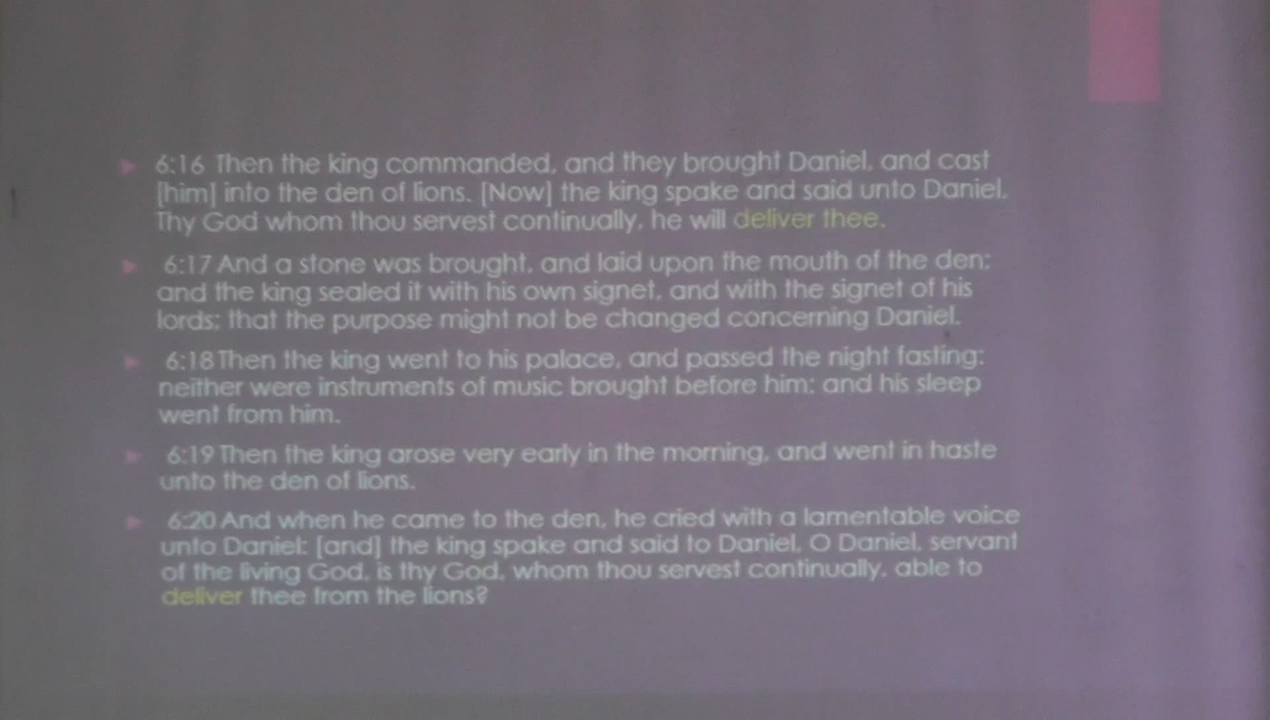 6:16 Then the king commanded, and they brought Daniel, and cast
[him] into the den of lions. [Now] the king spake and said unto Daniel,
Thy God whom thou servest continually, he will deliver thee.
6:17 And a stone was brought, and laid upon the mouth of the den;
and the king sealed it with his own signet, and with the signet of his
lords; that the purpose might not be changed concerning Daniel.
6:18 Then the king went to his palace, and passed the night fasting:
neither were instruments of music brought before him: and his sleep
went from him.
6:19 Then the king arose very early in the morning, and went in haste
unto the den of lions.
6:20 And when he came to the den, he cried with a lamentable voice
unto Daniel: [and] the king spake and said to Daniel, O Daniel, servant
of the living God, is thy God, whom thou servest continually, able to
deliver thee from the lions?